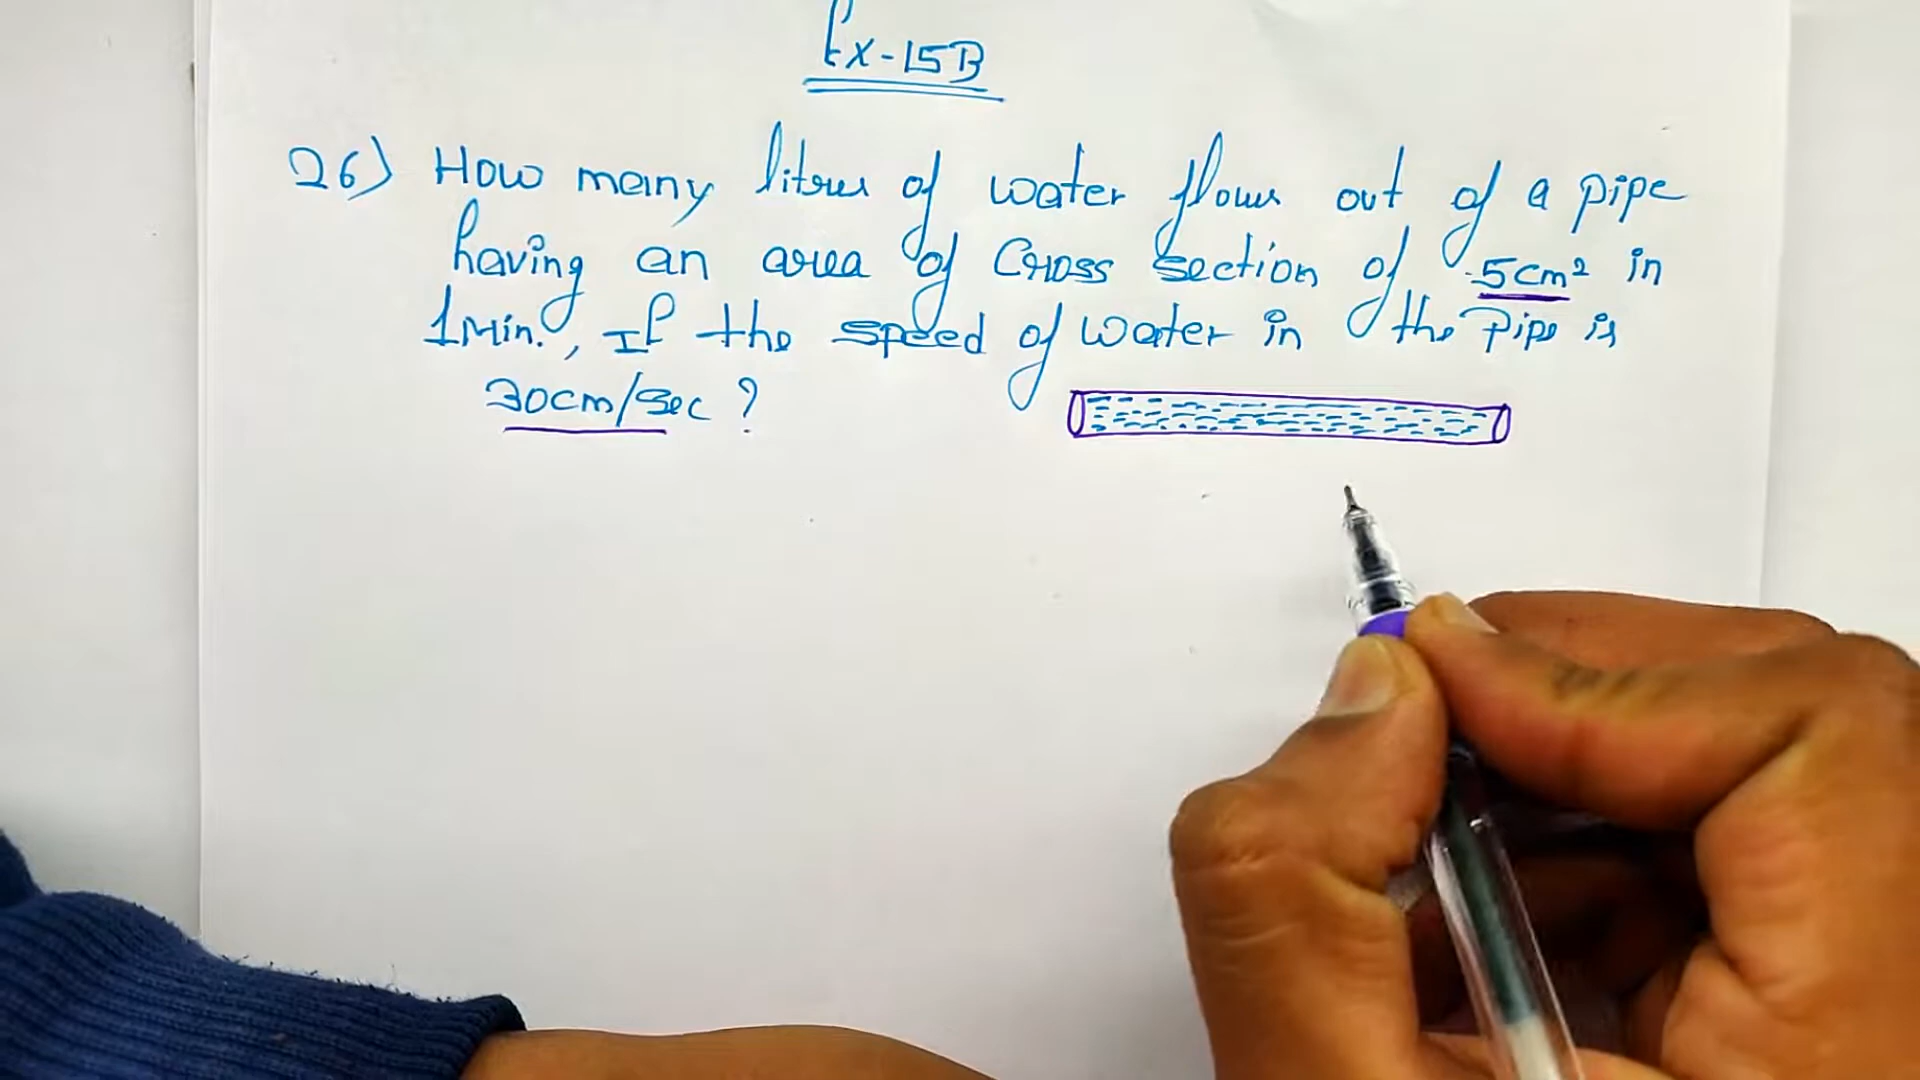 Ex-15B
26) How many litres of water flows out of a pipe
having an area of Cross section of 5cm² in
1Min., If the speed of water in the Pipe is
30cm/sec ?